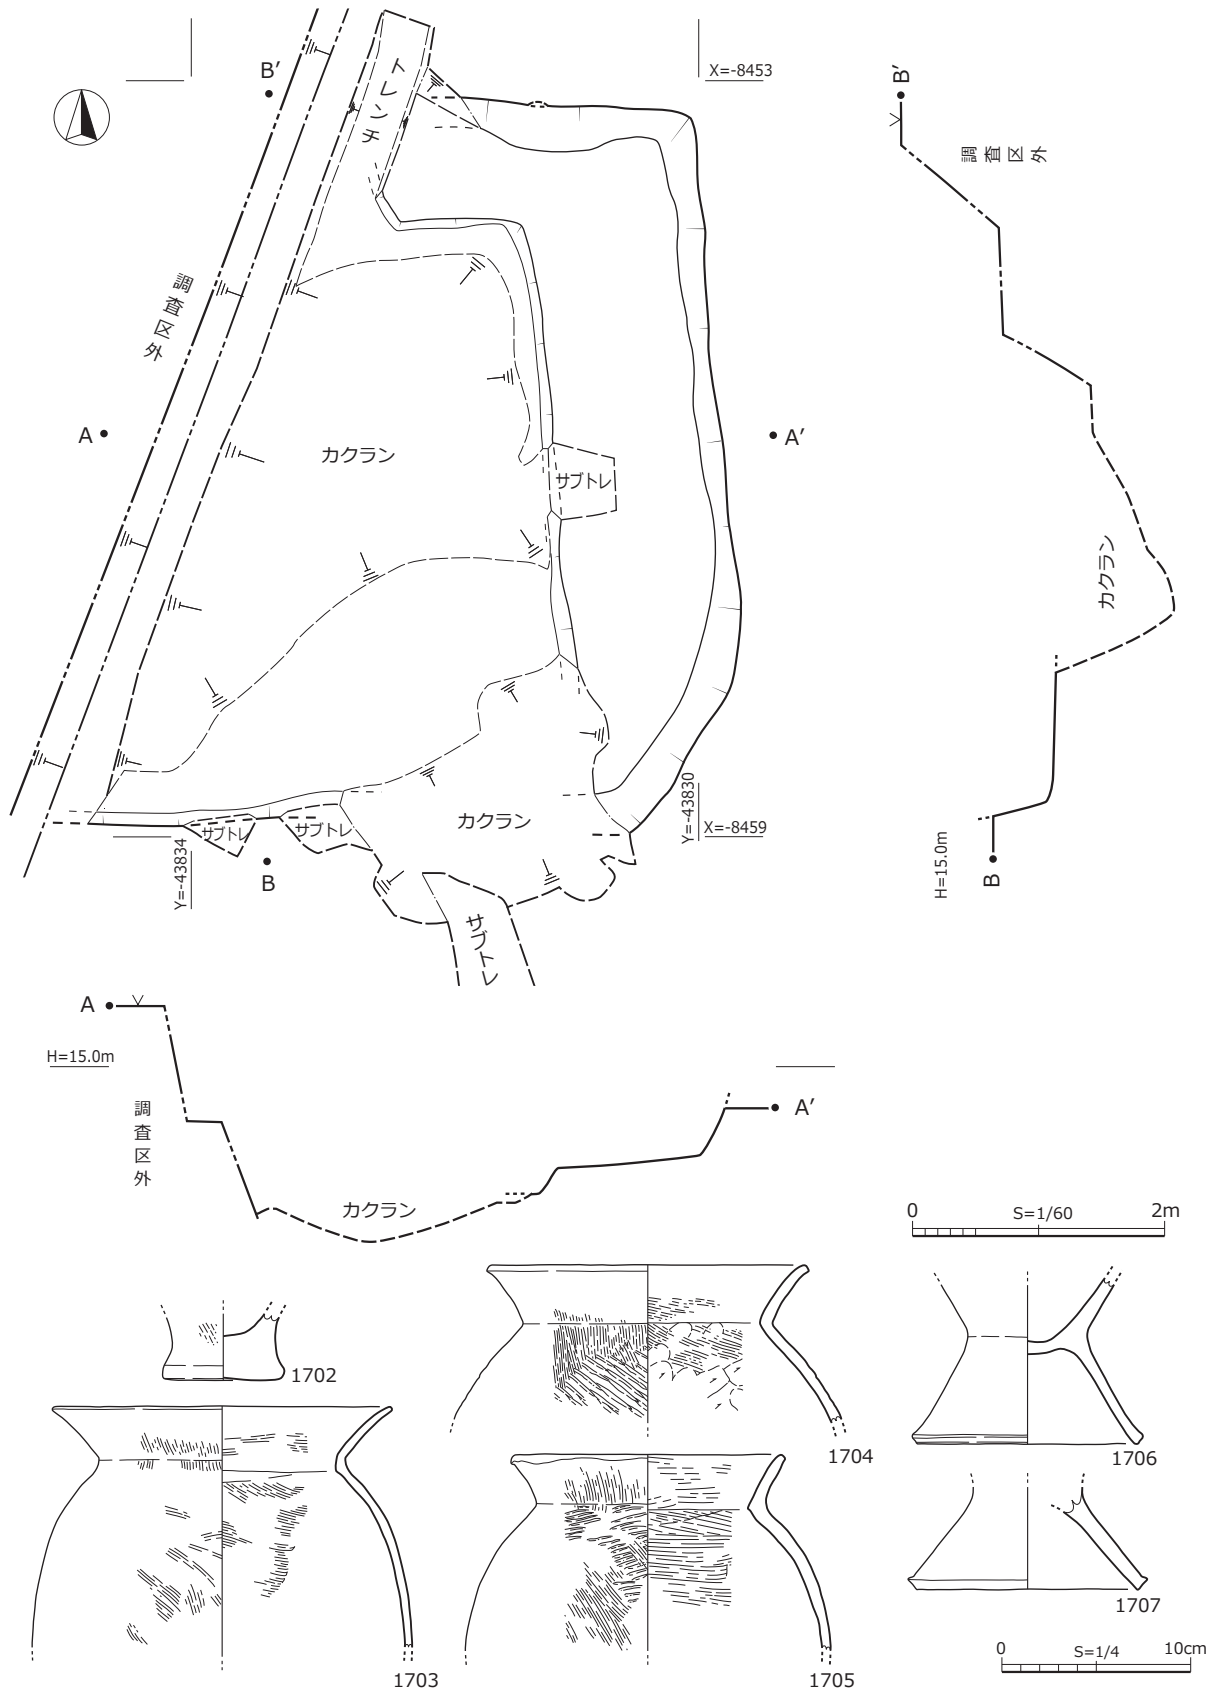 X=-8453
B′
トレンチ
B′
調査区外
調査区外
A
A′
カクラン
サブトレ
カクラン
Y=-43830
X=-8459
カクラン
サブトレ
サブトレ
Y=-43834
B
H=15.0m
B
サブトレ
A
H=15.0m
調査区外
A′
カクラン
0
S=1/60
2m
1702
1704
1706
1703
1705
1707
0
S=1/4
10cm